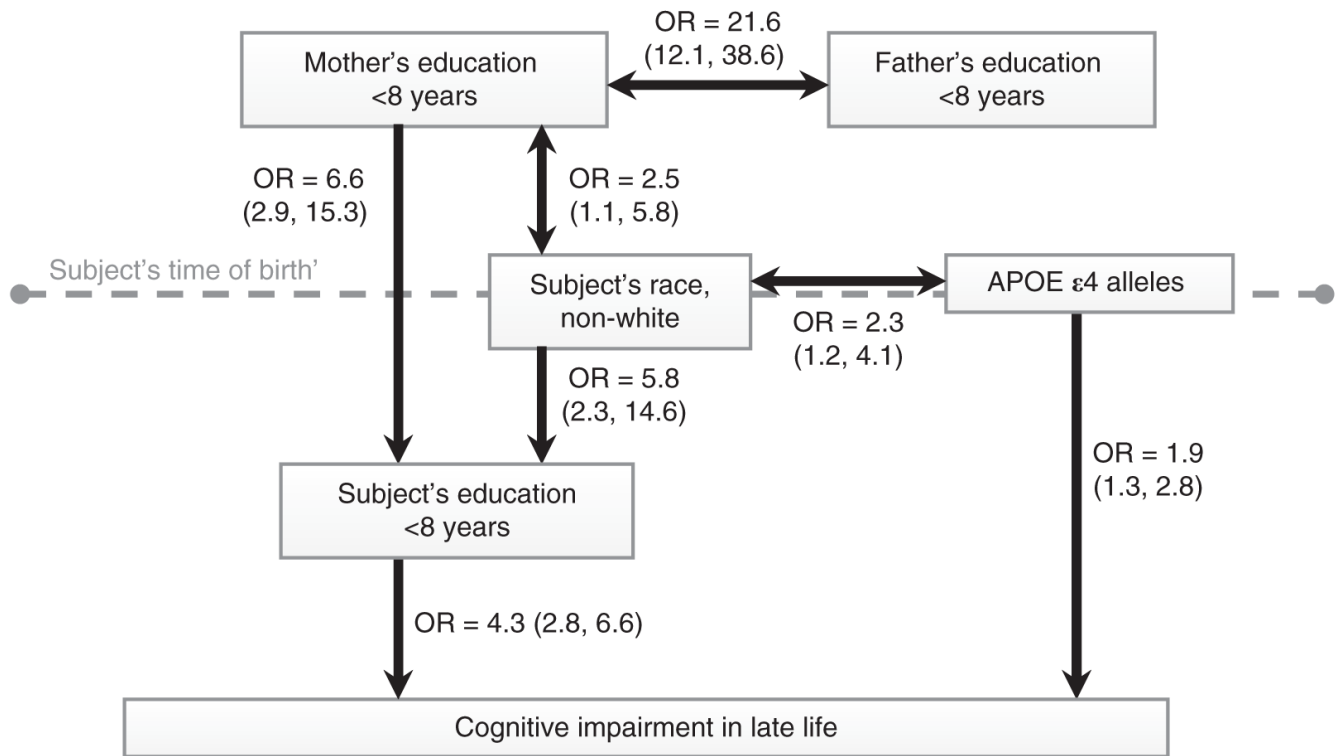 OR = 21.6
(12.1, 38.6)
Mother’s education
<8 years
Father’s education
<8 years
OR = 6.6
(2.9, 15.3)
OR = 2.5
(1.1, 5.8)
Subject’s time of birth’
Subject’s race,
non-white
APOE ε4 alleles
OR = 2.3
(1.2, 4.1)
OR = 5.8
(2.3, 14.6)
OR = 1.9
(1.3, 2.8)
Subject’s education
<8 years
OR = 4.3 (2.8, 6.6)
Cognitive impairment in late life